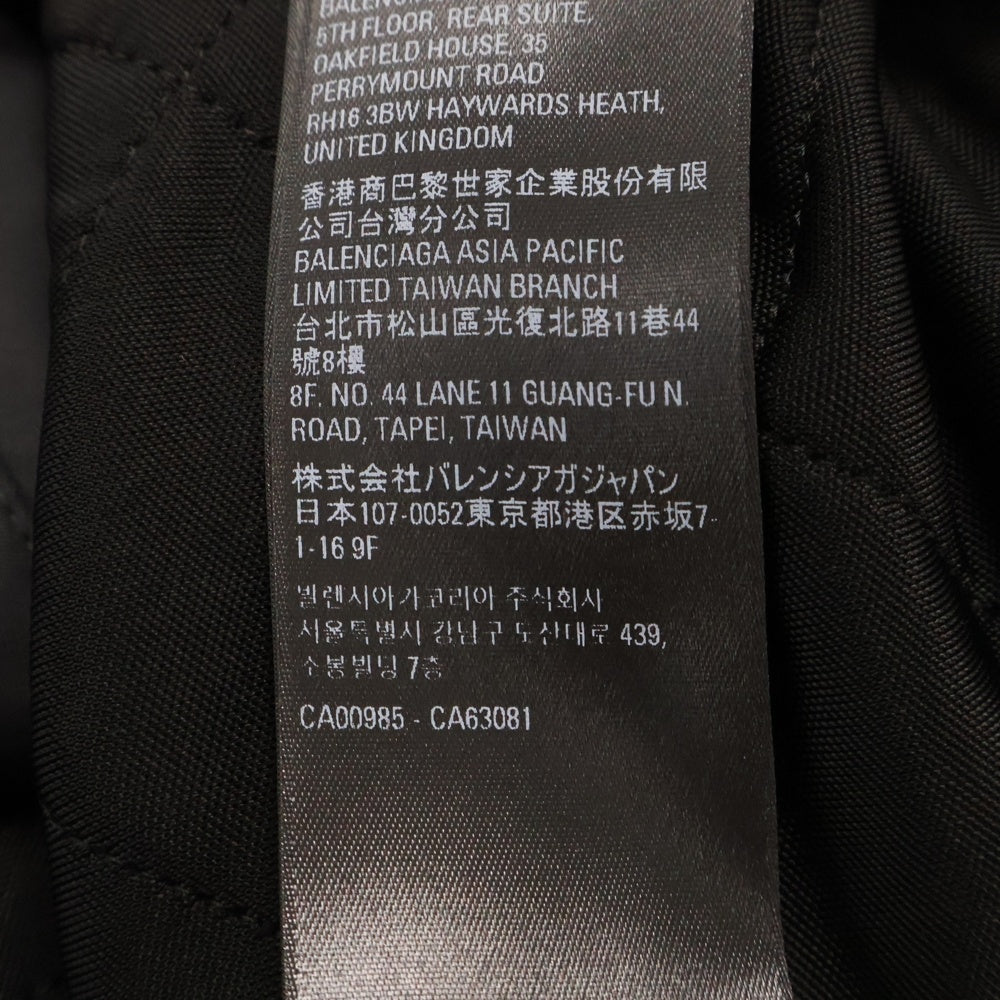 BALENCIAGA
5TH FLOOR, REAR SUITE,
OAKFIELD HOUSE, 35
PERRYMOUNT ROAD
RH16 3BW HAYWARDS HEATH,
UNITED KINGDOM
香港商巴黎世家企業股份有限
公司台灣分公司
BALENCIAGA ASIA PACIFIC
LIMITED TAIWAN BRANCH
台北市松山區光復北路11巷44
號8樓
8F, NO. 44 LANE 11 GUANG-FU N.
ROAD, TAPEI, TAIWAN
株式会社バレンシアガジャパン
日本107-0052東京都港区赤坂7-
1-16 9F
발렌시아가코리아 주식회사
서울특별시 강남구 도산대로 439,
소봉빌딩 7층
CA00985 - CA63081